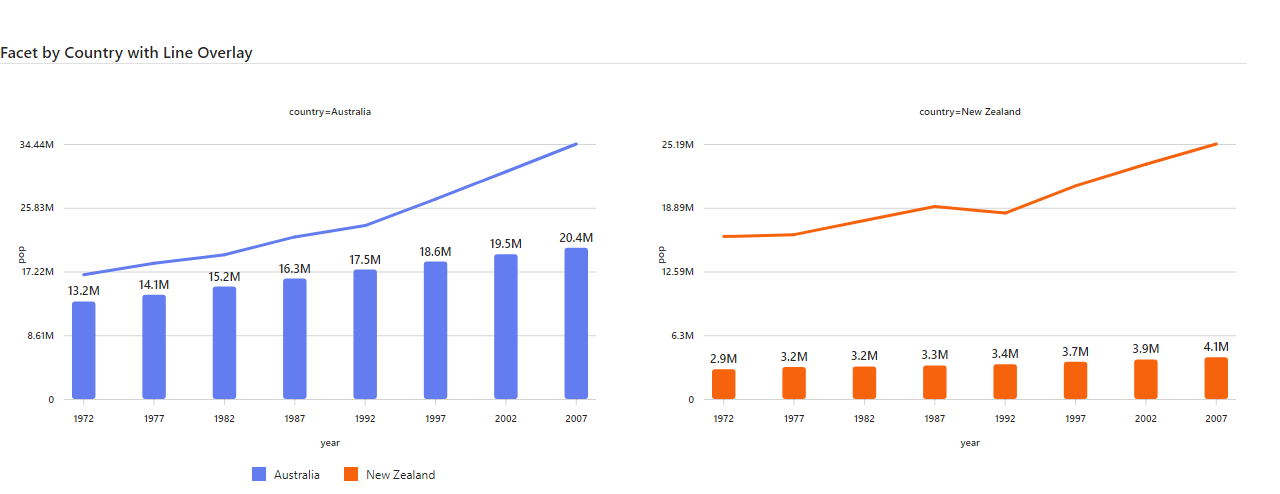 Facet by Country with Line Overlay
country=Australia
34.44M
25.83M
17.22M
8.61M
0
pop
13.2M
14.1M
15.2M
16.3M
17.5M
18.6M
19.5M
20.4M
1972 1977 1982 1987 1992 1997 2002 2007
year
country=New Zealand
25.19M
18.89M
12.59M
6.3M
0
pop
2.9M
3.2M
3.2M
3.3M
3.4M
3.7M
3.9M
4.1M
1972 1977 1982 1987 1992 1997 2002 2007
year
Australia New Zealand